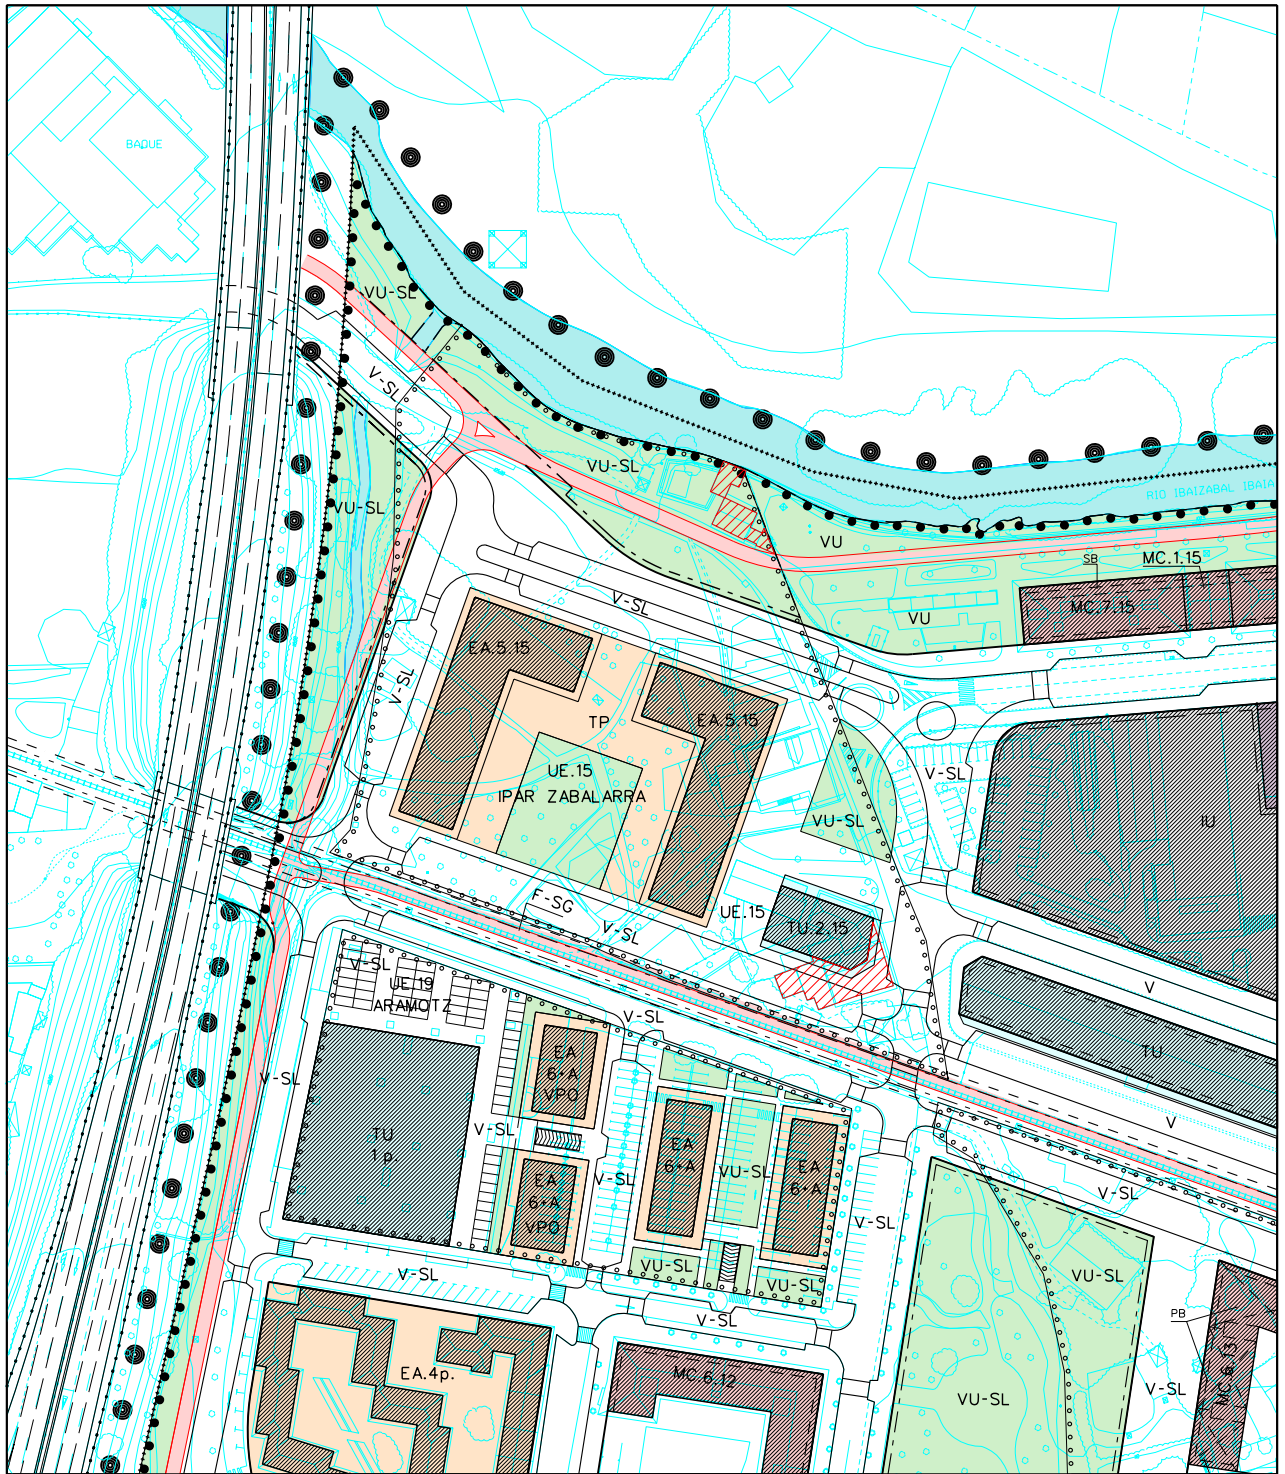 BAQUE
VU-SL
V-SL
VU-SL
VU-SL
RIO IBAIZABAL IBAIA
VU
SB
MC.1.15
MC.7.15
V-SL
VU
EA.5.15
V-SL
TP
EA.5.15
UE.15
IPAR ZABALARRA
V-SL
VU-SL
IU
F-SG
V-SL
UE.15
TU.2.15
V-SL
UE.19
ARAMOTZ
V
V-SL
TU
EA
6+A
VPO
V-SL
TU
1 p.
V-SL
EA
6+A
VU-SL
EA
6+A
V
EA
6+A
VPO
V-SL
V-SL
V-SL
VU-SL
VU-SL
VU-SL
V-SL
V-SL
PB
EA.4p.
MC.6.12
MC.6.13
V-SL
VU-SL